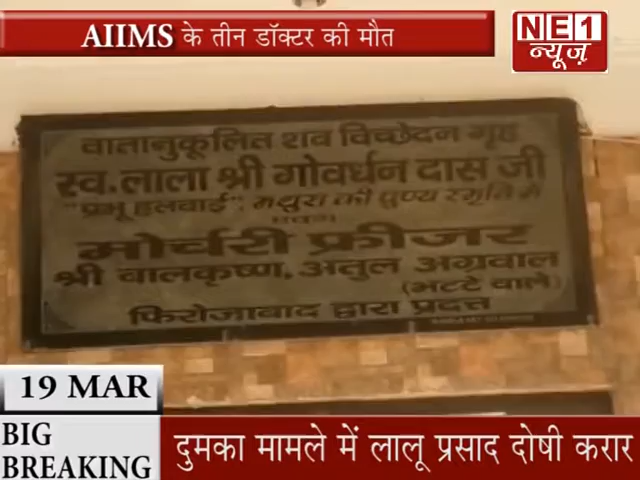 AIIMS के तीन डॉक्टर की मौत
NE1
न्यूज़
वातानुकूलित शव विच्छेदन गृह
स्व. लाला श्री गोवर्धन दास जी
"प्रभू हलवाई", मथुरा की पुण्य स्मृति में
मोर्चरी फ्रीजर
श्री बालकृष्ण, अतुल अग्रवाल
(भटटे वाले)
फिरोजाबाद द्वारा प्रदत्त
19 MAR
BIG
BREAKING
दुमका मामले में लालू प्रसाद दोषी करार